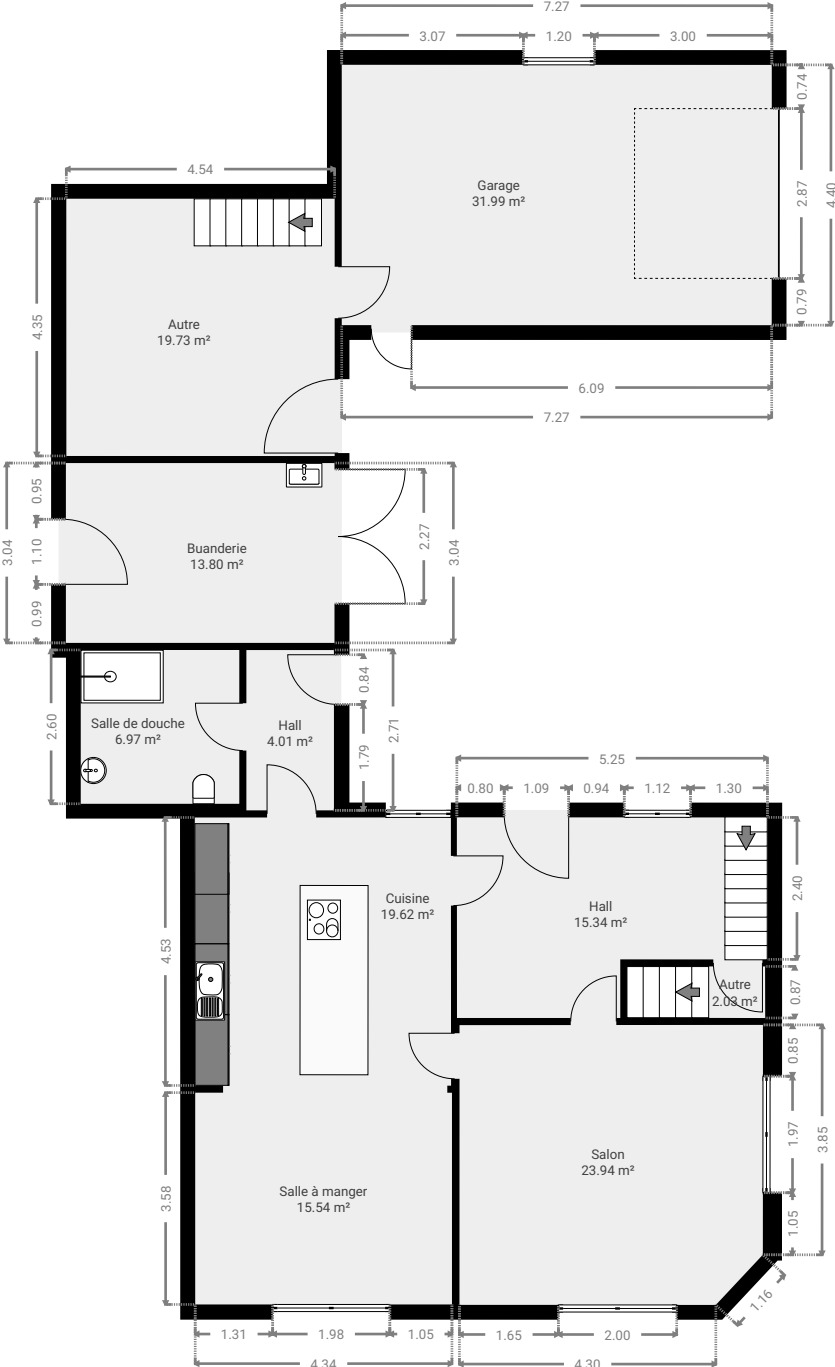 7.27
3.07 1.20 3.00
0.74
2.87
4.40
0.79
Garage
31.99 m²
4.54
4.35
Autre
19.73 m²
6.09
7.27
3.04
0.95
1.10
0.99
Buanderie
13.80 m²
2.27
3.04
2.60
Salle de douche
6.97 m²
Hall
4.01 m²
0.84
1.79
2.71
5.25
0.80 1.09 0.94 1.12 1.30
Cuisine
19.62 m²
4.53
Hall
15.34 m²
2.40
Autre
2.03 m²
0.87
0.85
1.97
3.85
1.05
Salon
23.94 m²
3.58
Salle à manger
15.54 m²
1.16
1.31 1.98 1.05
1.65 2.00
4.34
4.30